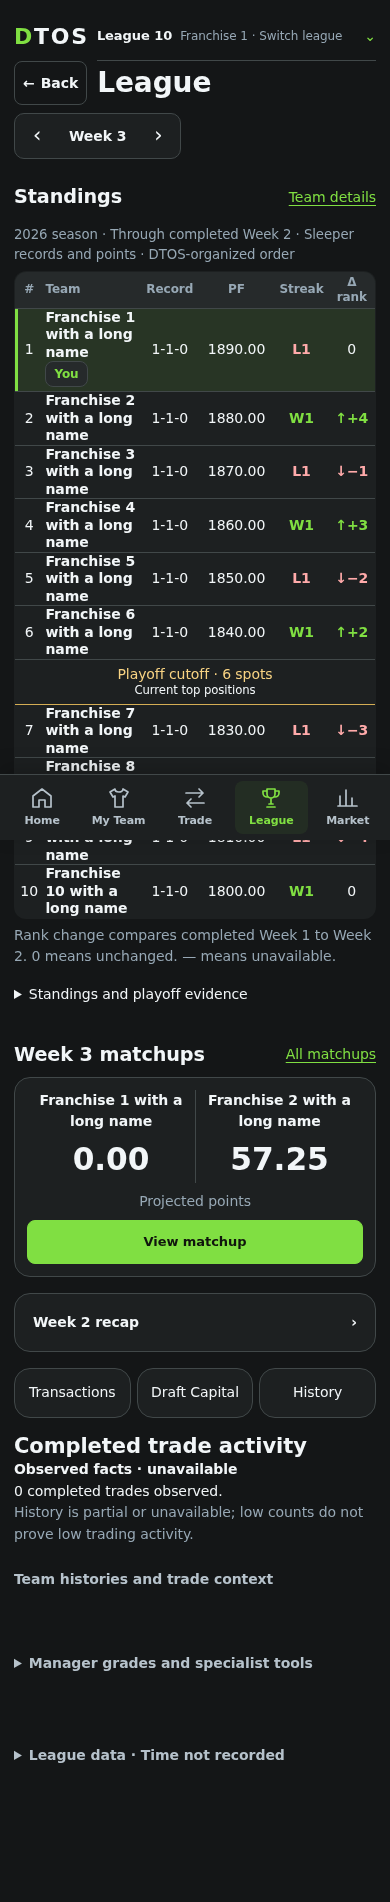 DTOS League 10 Franchise 1 · Switch league ⌄
← Back League
‹ Week 3 ›
Standings Team details
2026 season · Through completed Week 2 · Sleeper
records and points · DTOS-organized order
# Team Record PF Streak Δ
rank
Franchise 1
with a long
1 name 1-1-0 1890.00 L1 0
You
Franchise 2
2 with a long 1-1-0 1880.00 W1 ↑+4
name
Franchise 3
3 with a long 1-1-0 1870.00 L1 ↓−1
name
Franchise 4
4 with a long 1-1-0 1860.00 W1 ↑+3
name
Franchise 5
5 with a long 1-1-0 1850.00 L1 ↓−2
name
Franchise 6
6 with a long 1-1-0 1840.00 W1 ↑+2
name
Playoff cutoff · 6 spots
Current top positions
Franchise 7
7 with a long 1-1-0 1830.00 L1 ↓−3
name
Franchise 8
Home My Team Trade League Market
name
Franchise
10 10 with a 1-1-0 1800.00 W1 0
long name
Rank change compares completed Week 1 to Week
2. 0 means unchanged. — means unavailable.
▶ Standings and playoff evidence
Week 3 matchups All matchups
Franchise 1 with a Franchise 2 with a
long name long name
0.00 57.25
Projected points
View matchup
Week 2 recap ›
Transactions Draft Capital History
Completed trade activity
Observed facts · unavailable
0 completed trades observed.
History is partial or unavailable; low counts do not
prove low trading activity.
Team histories and trade context
▶ Manager grades and specialist tools
▶ League data · Time not recorded